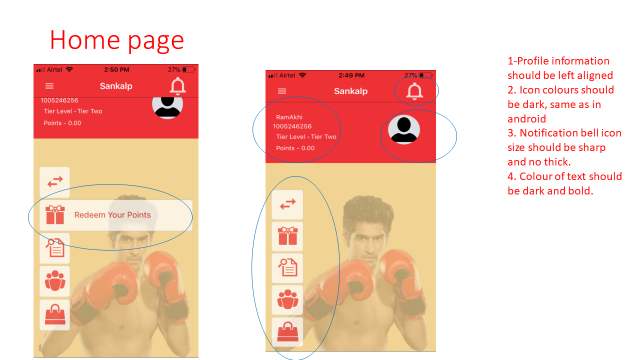 Home page
Airtel 2:50 PM 27%
Sankalp
1005246256
Tier Level -Tier Two
Points - 0.00
Redeem Your Points
Airtel 2:49 PM 27%
Sankalp
RamAkhi
1005246256
Tier Level -Tier Two
Points - 0.00
1-Profile information
should be left aligned
2. Icon colours should
be dark, same as in
android
3. Notification bell icon
size should be sharp
and no thick.
4. Colour of text should
be dark and bold.